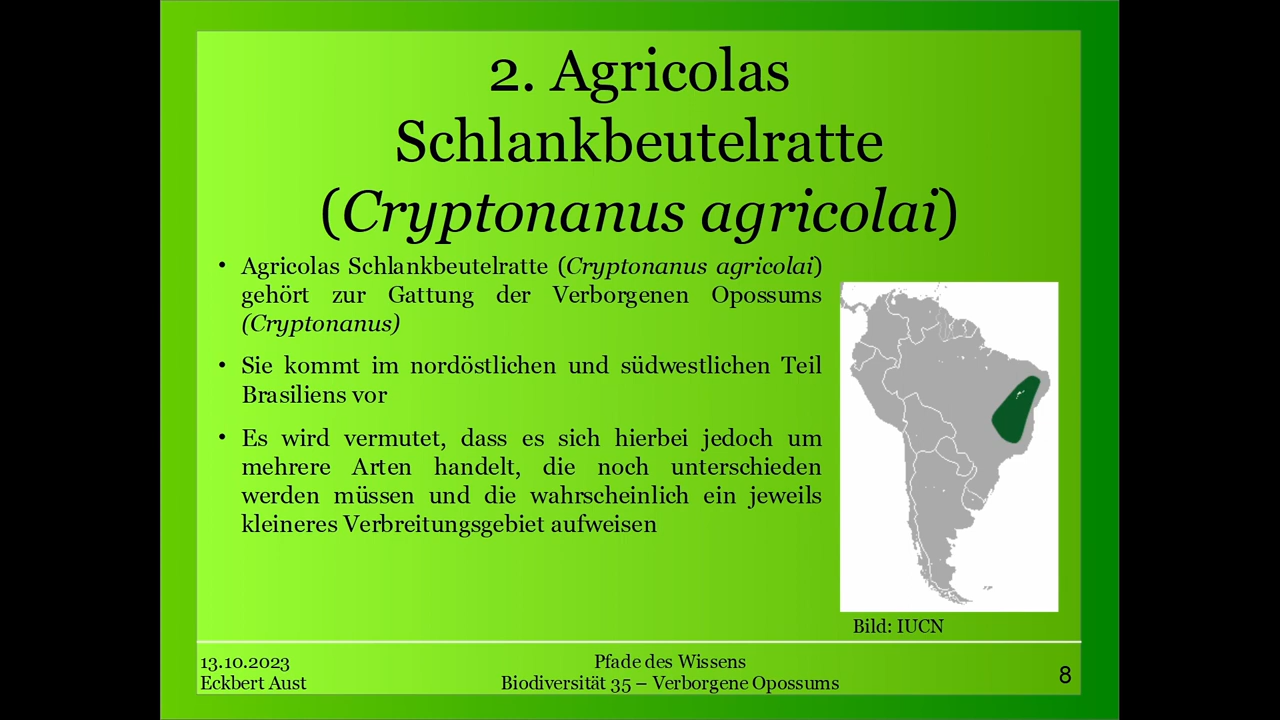 2. Agricolas
Schlankbeutelratte
(Cryptonanus agricolai)
• Agricolas Schlankbeutelratte (Cryptonanus agricolai)
gehört zur Gattung der Verborgenen Opossums
(Cryptonanus)
• Sie kommt im nordöstlichen und südwestlichen Teil
Brasiliens vor
• Es wird vermutet, dass es sich hierbei jedoch um
mehrere Arten handelt, die noch unterschieden
werden müssen und die wahrscheinlich ein jeweils
kleineres Verbreitungsgebiet aufweisen
Bild: IUCN
13.10.2023
Eckbert Aust
Pfade des Wissens
Biodiversität 35 – Verborgene Opossums
8